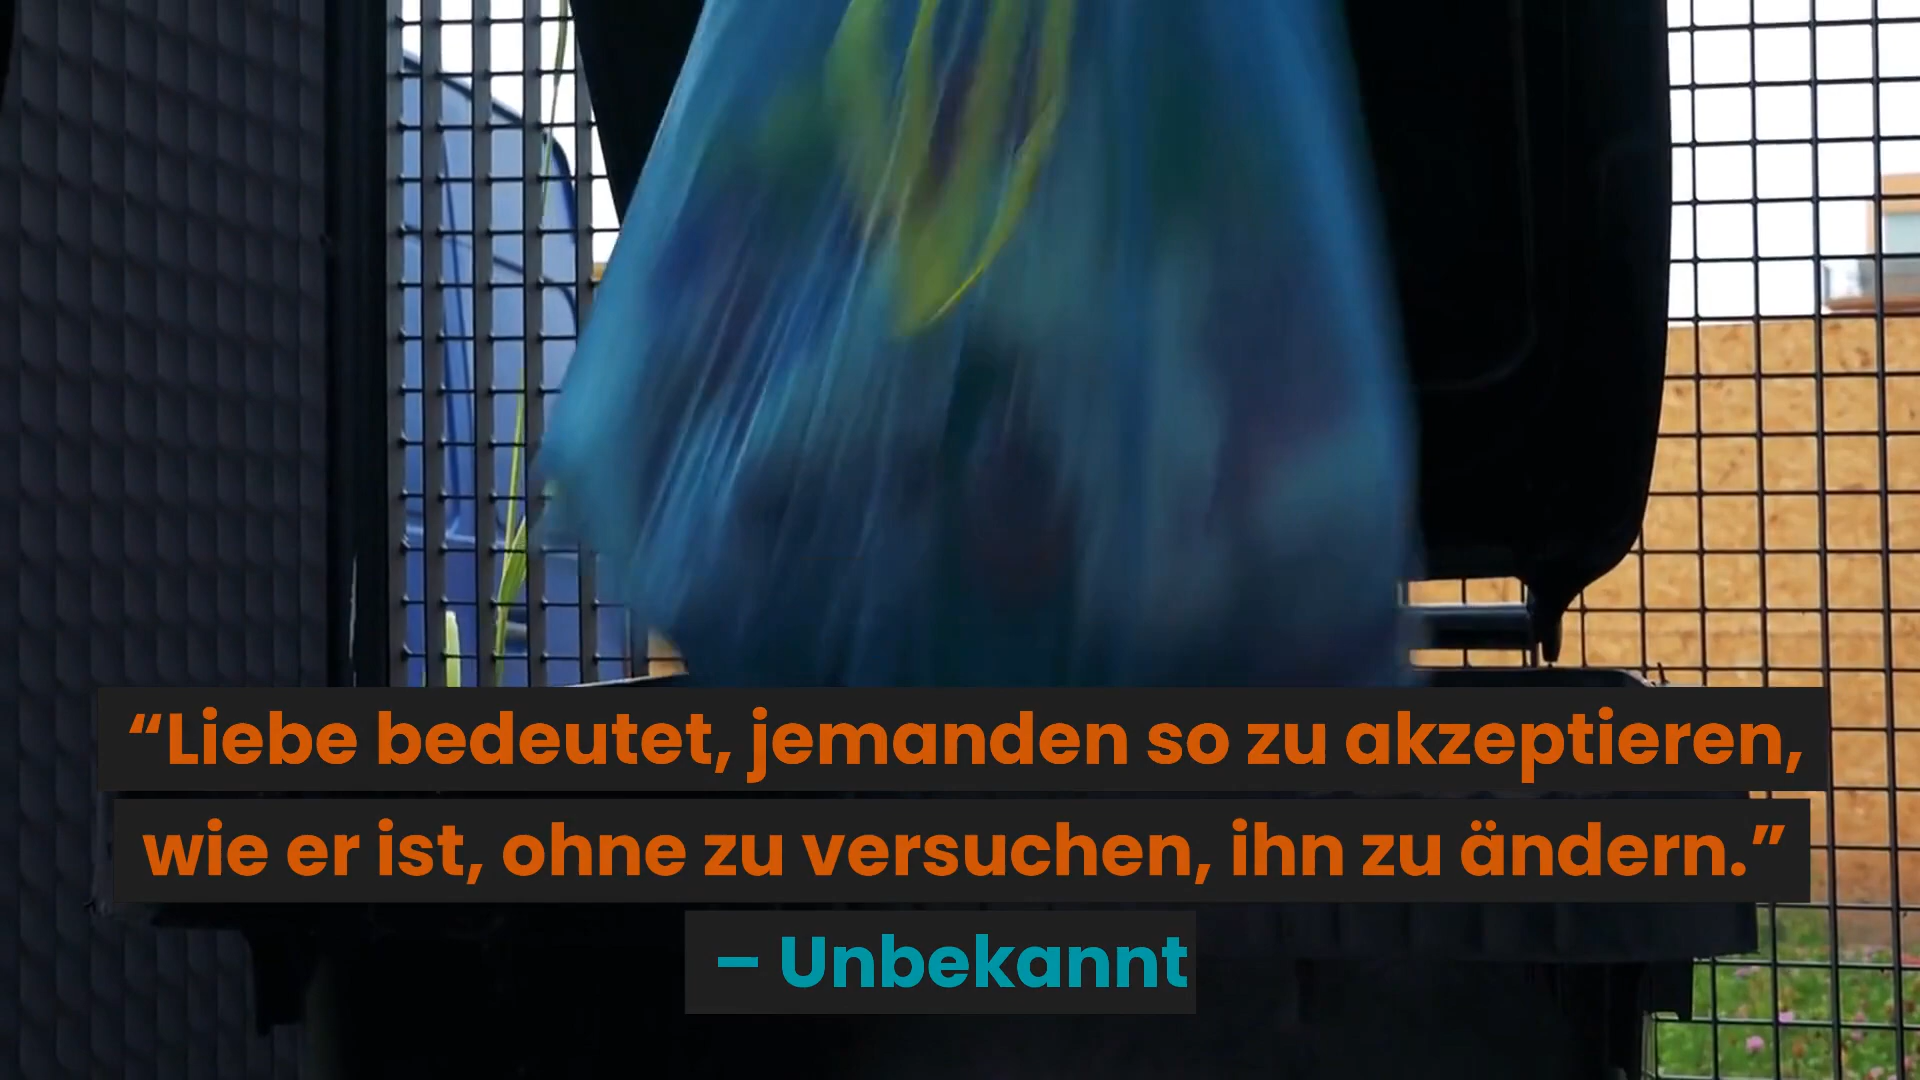 “Liebe bedeutet, jemanden so zu akzeptieren,
wie er ist, ohne zu versuchen, ihn zu ändern.”
– Unbekannt